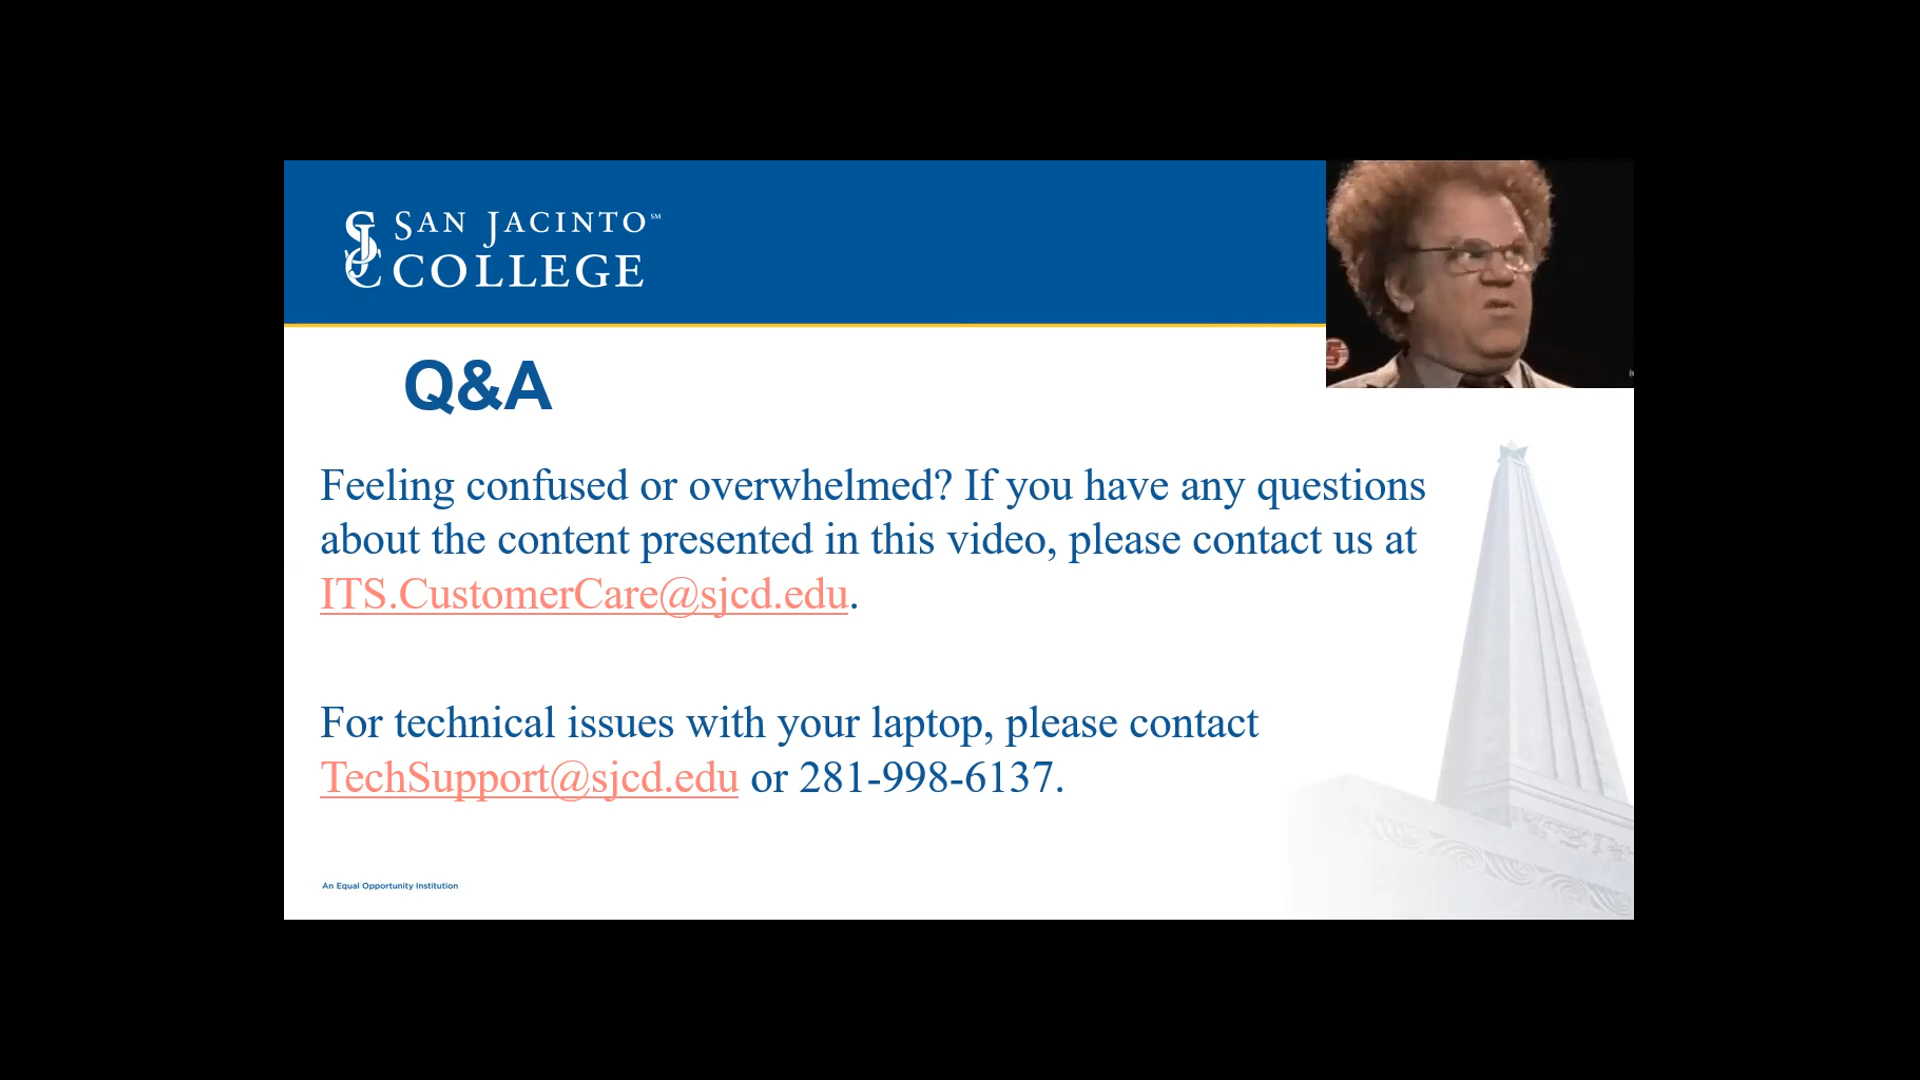 SAN JACINTO℠
COLLEGE
Q&A
Feeling confused or overwhelmed? If you have any questions
about the content presented in this video, please contact us at
ITS.CustomerCare@sjcd.edu.
For technical issues with your laptop, please contact
TechSupport@sjcd.edu or 281-998-6137.
An Equal Opportunity Institution